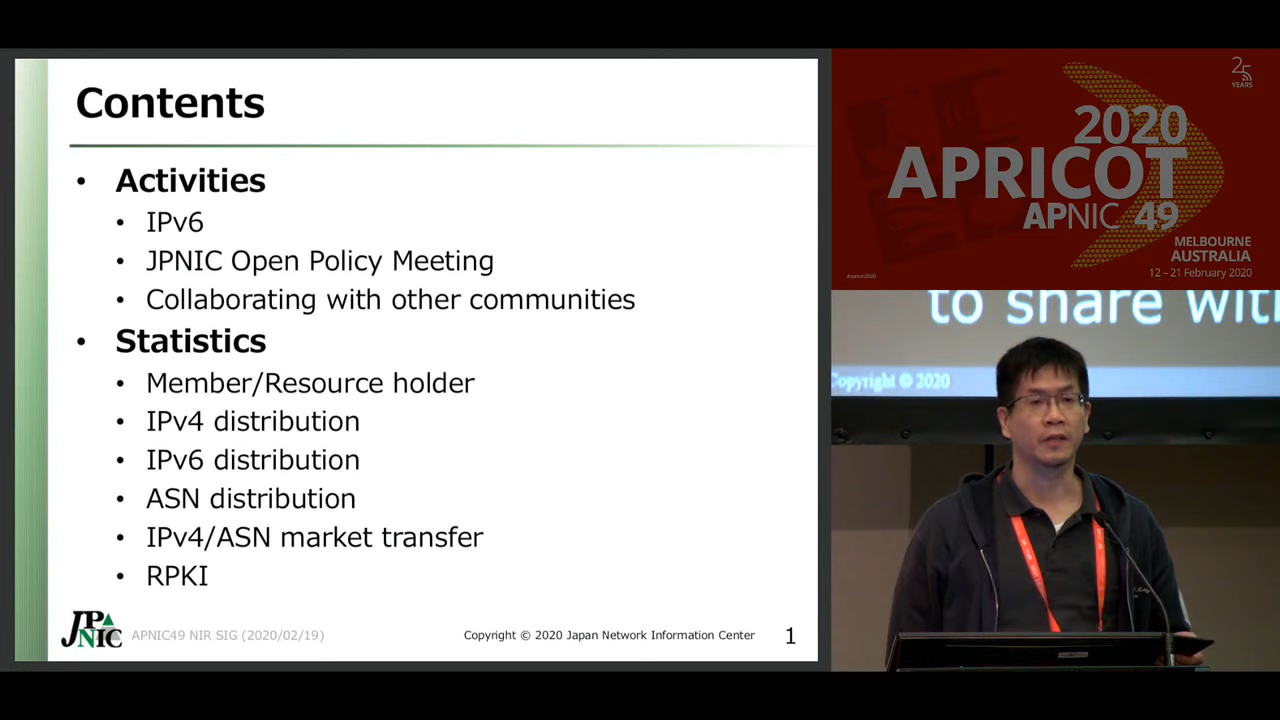 Contents
• Activities
• IPv6
• JPNIC Open Policy Meeting
• Collaborating with other communities
• Statistics
• Member/Resource holder
• IPv4 distribution
• IPv6 distribution
• ASN distribution
• IPv4/ASN market transfer
• RPKI
JPNIC
APNIC49 NIR SIG (2020/02/19)
Copyright © 2020 Japan Network Information Center
1
25
YEARS
2020
APRICOT
APNIC 49
MELBOURNE
AUSTRALIA
12 – 21 February 2020
#apricot2020
to share with
Copyright © 2020